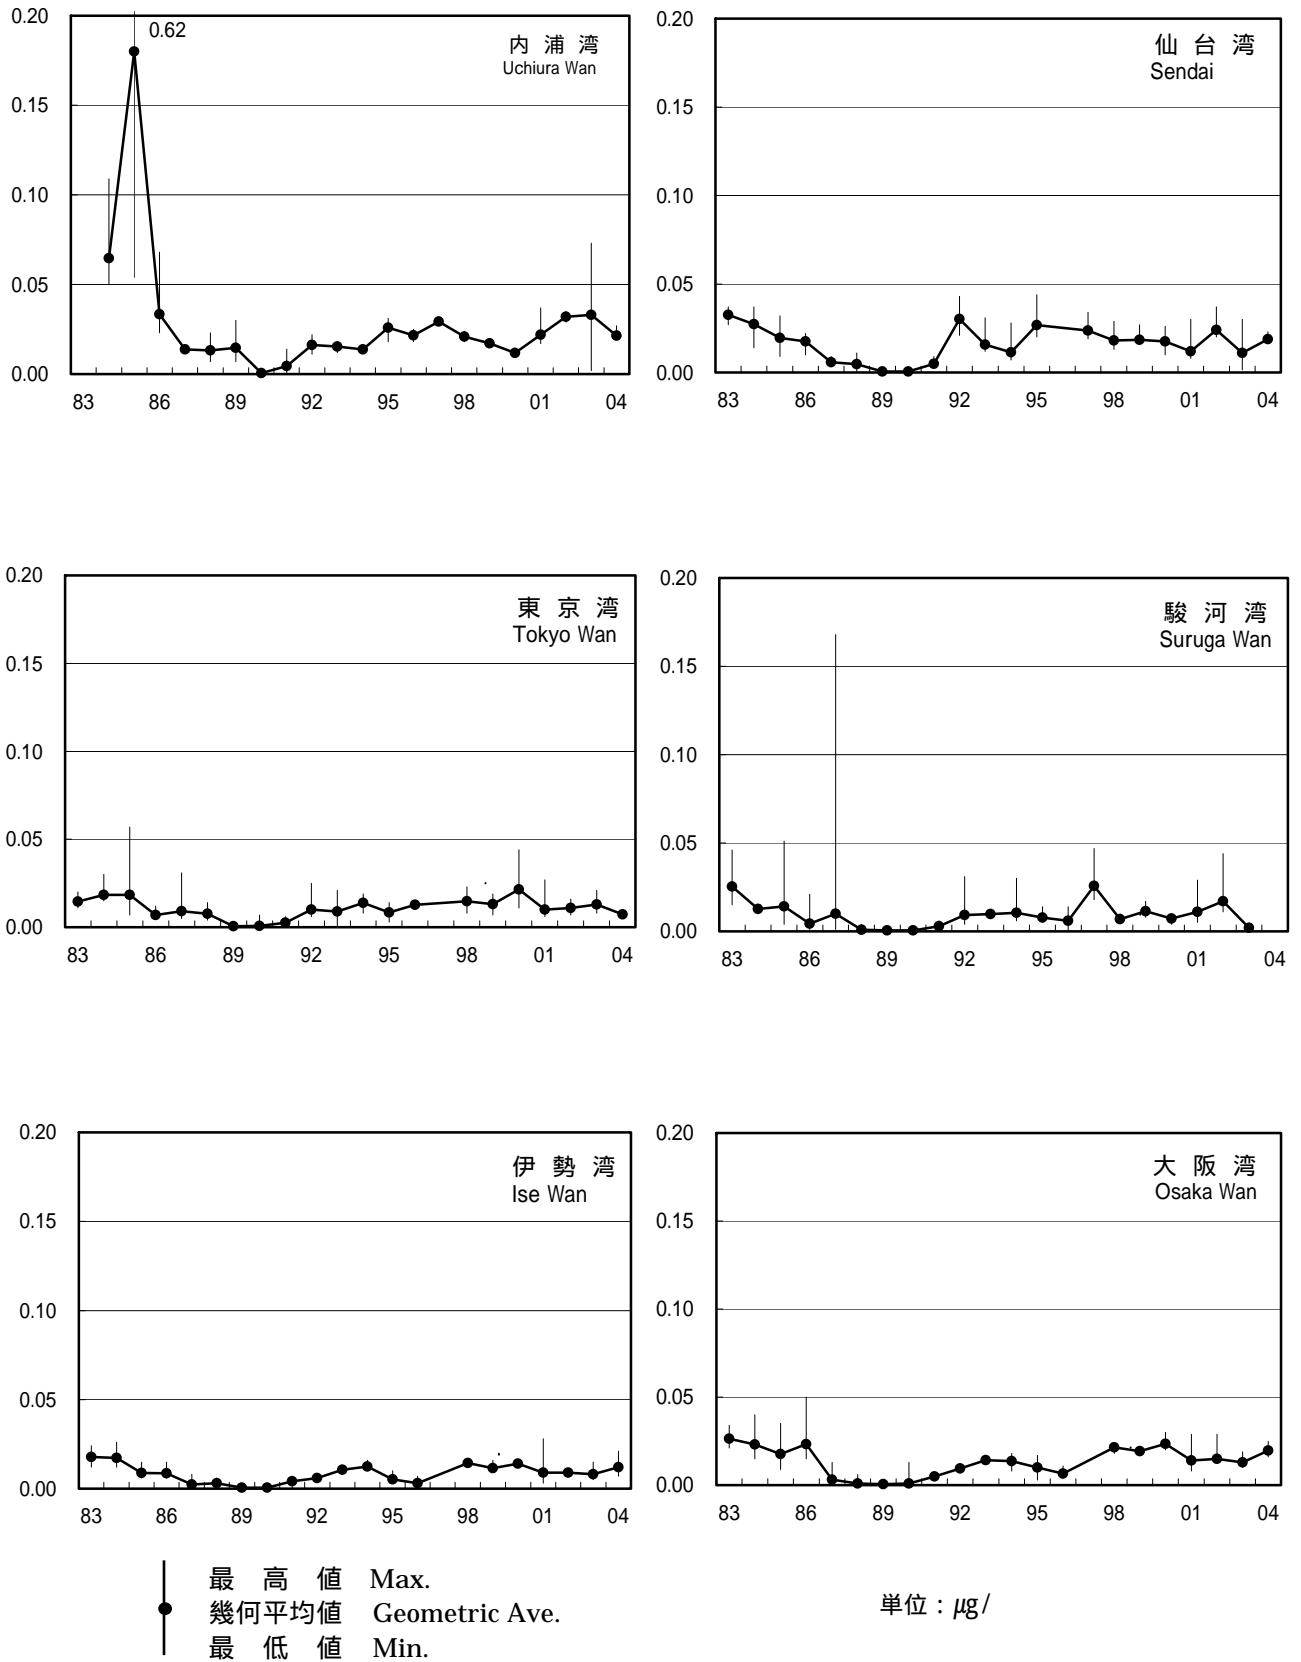 0.20
0.15
0.10
0.05
0.00
0.62
内 浦 湾
Uchiura Wan
83 86 89 92 95 98 01 04
0.20
0.15
0.10
0.05
0.00
仙 台 湾
Sendai
83 86 89 92 95 98 01 04
0.20
0.15
0.10
0.05
0.00
東 京 湾
Tokyo Wan
83 86 89 92 95 98 01 04
0.20
0.15
0.10
0.05
0.00
駿 河 湾
Suruga Wan
83 86 89 92 95 98 01 04
0.20
0.15
0.10
0.05
0.00
伊 勢 湾
Ise Wan
83 86 89 92 95 98 01 04
0.20
0.15
0.10
0.05
0.00
大 阪 湾
Osaka Wan
83 86 89 92 95 98 01 04
最 高 値 Max.
幾何平均値 Geometric Ave.
最 低 値 Min.
単位：μg/